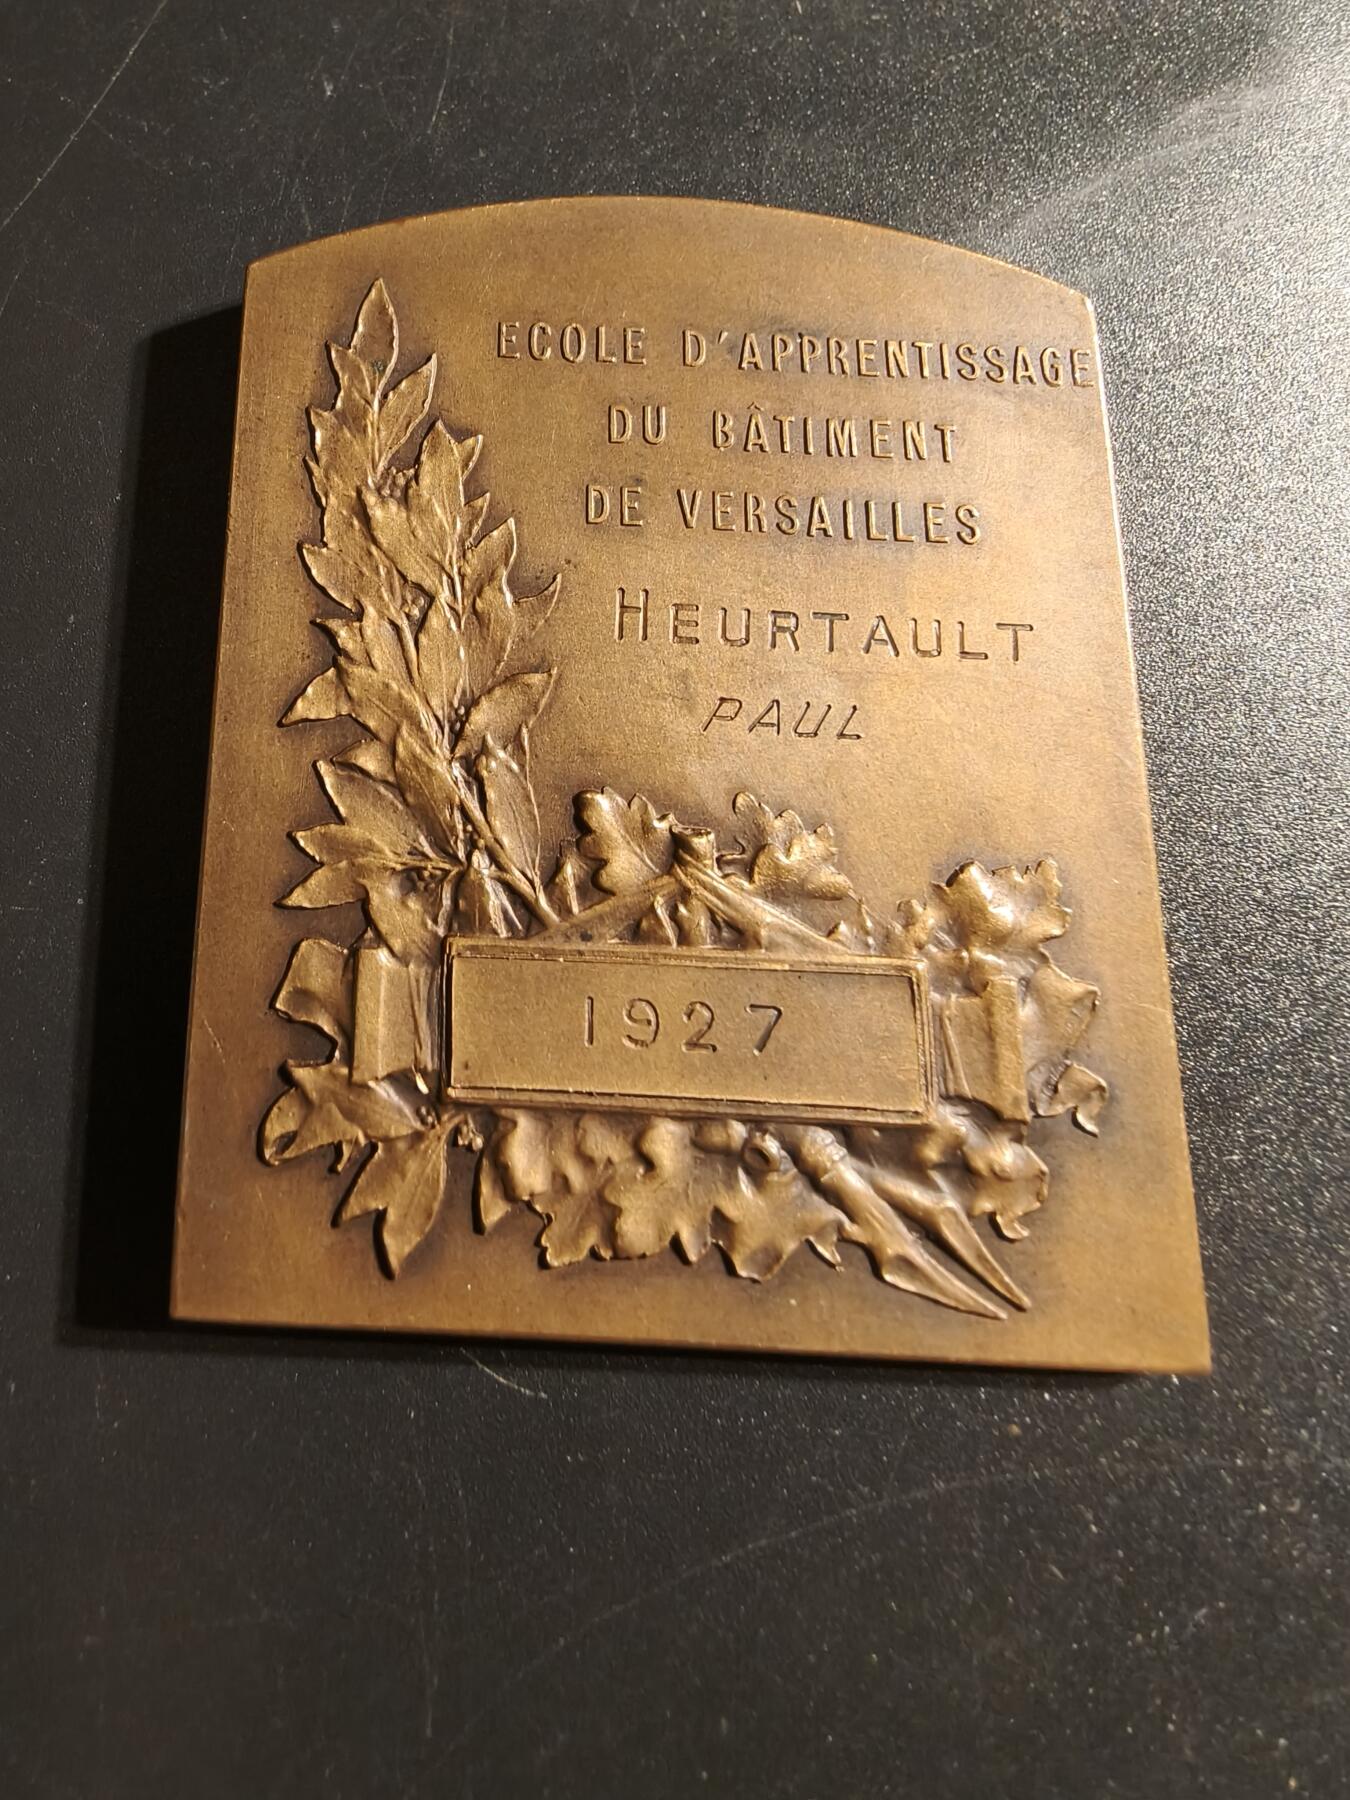 ECOLE D'APPRENTISSAGE
DU BÂTIMENT
DE VERSAILLES
HEURTAULT
PAUL
1927